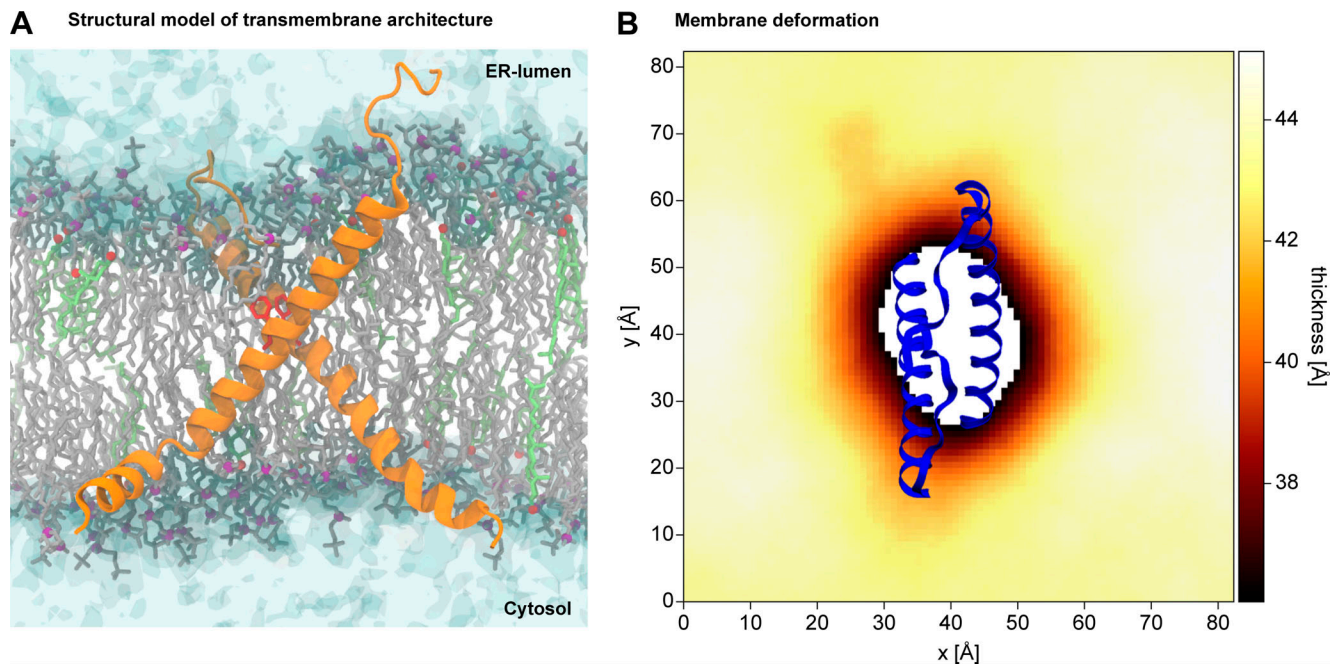 A Structural model of transmembrane architecture
ER-lumen
Cytosol
B Membrane deformation
80
70
60
50
40
30
20
10
0
y [Å]
0 10 20 30 40 50 60 70 80
x [Å]
44
42
40
38
thickness [Å]